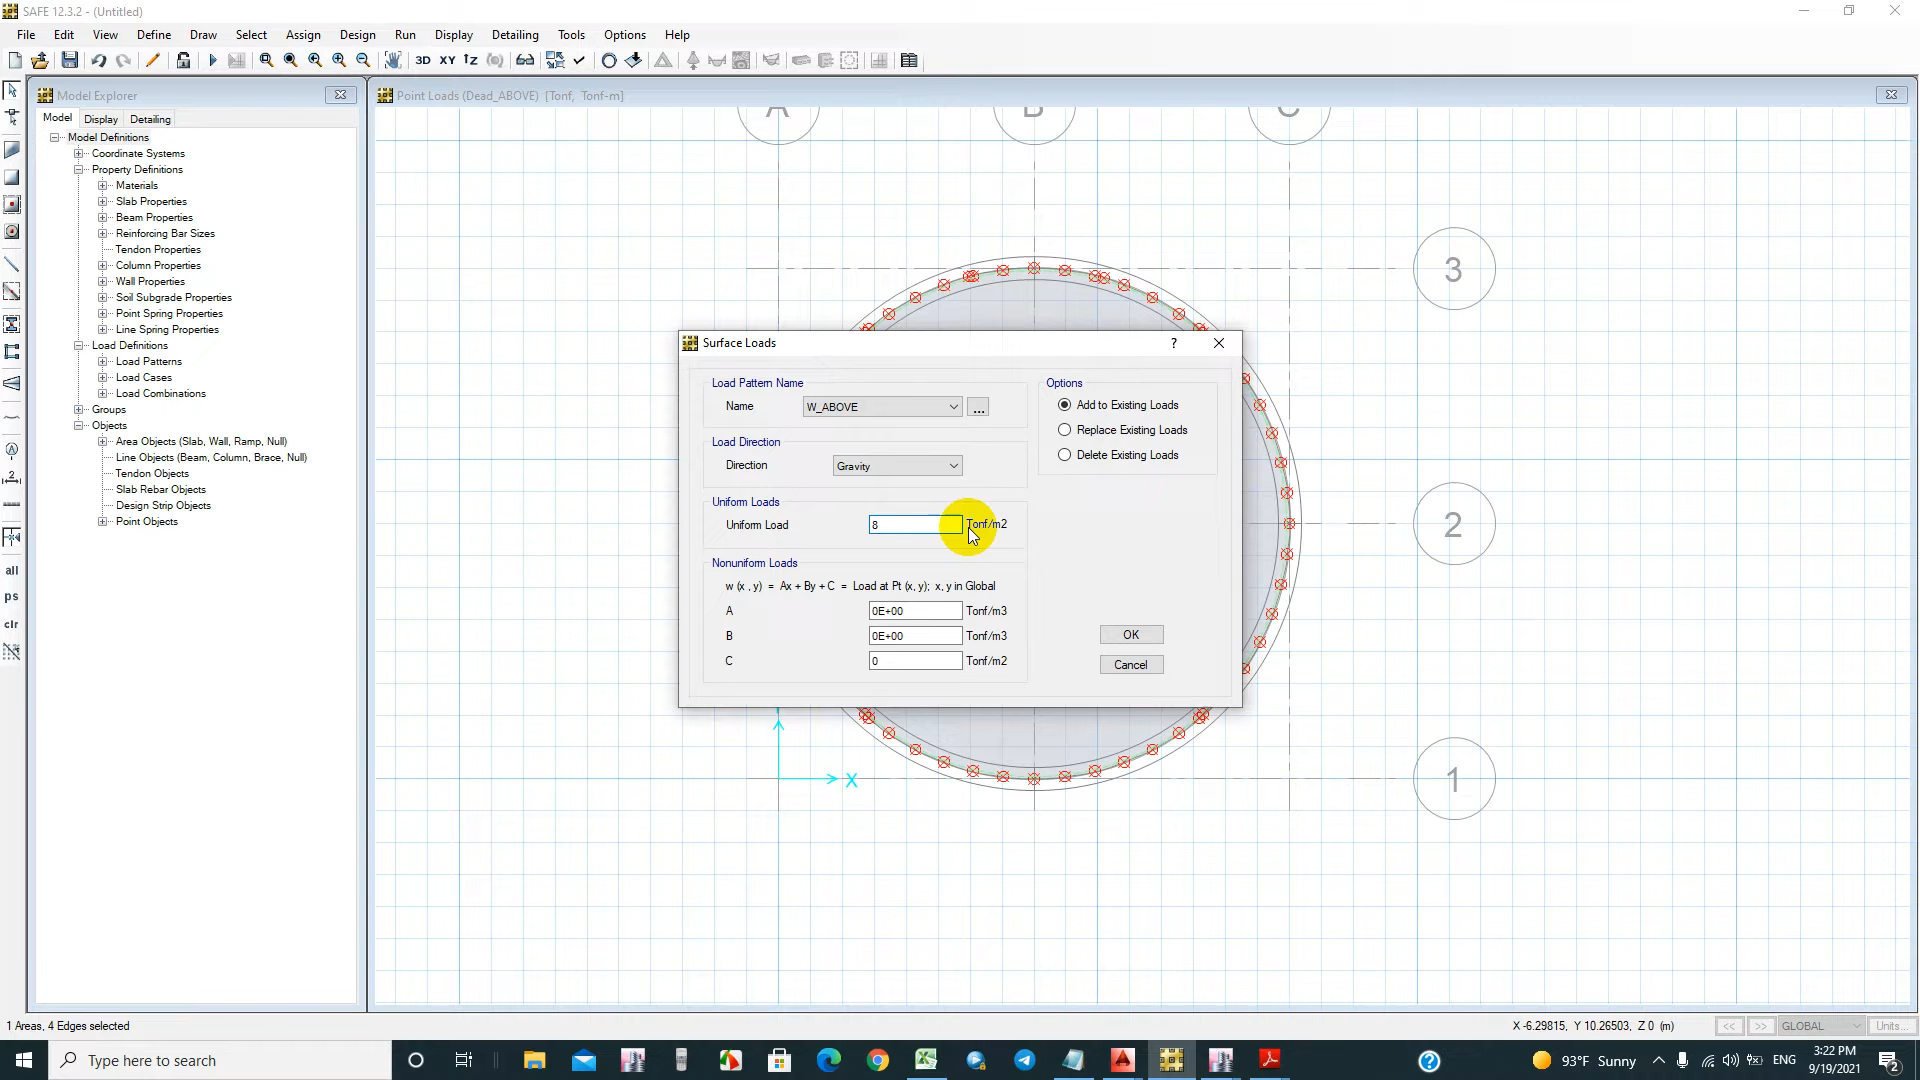 SAFE 12.3.2 - (Untitled)
File Edit View Define Draw Select Assign Design Run Display Detailing Tools Options Help
3D XY
Model Explorer
Point Loads (Dead_ABOVE) [Tonf, Tonf-m]
Model Display Detailing
Model Definitions
Coordinate Systems
Property Definitions
Materials
Slab Properties
Beam Properties
Reinforcing Bar Sizes
Tendon Properties
Column Properties
Wall Properties
Soil Subgrade Properties
Point Spring Properties
Line Spring Properties
Load Definitions
Load Patterns
Load Cases
Load Combinations
Groups
Objects
Area Objects (Slab, Wall, Ramp, Null)
Line Objects (Beam, Column, Brace, Null)
Tendon Objects
Slab Rebar Objects
Design Strip Objects
Point Objects
all
ps
clr
A B C
3
2
1
X
Surface Loads ?
Load Pattern Name
Name W_ABOVE ...
Load Direction
Direction Gravity
Uniform Loads
Uniform Load 8 Tonf/m2
Nonuniform Loads
w (x , y) = Ax + By + C = Load at Pt (x, y); x, y in Global
A 0E+00 Tonf/m3
B 0E+00 Tonf/m3
C 0 Tonf/m2
Options
Add to Existing Loads
Replace Existing Loads
Delete Existing Loads
OK
Cancel
1 Areas, 4 Edges selected
X -6.29815, Y 10.26503, Z 0 (m) << >> GLOBAL Units...
Type here to search
93°F Sunny ENG 3:22 PM
9/19/2021
2